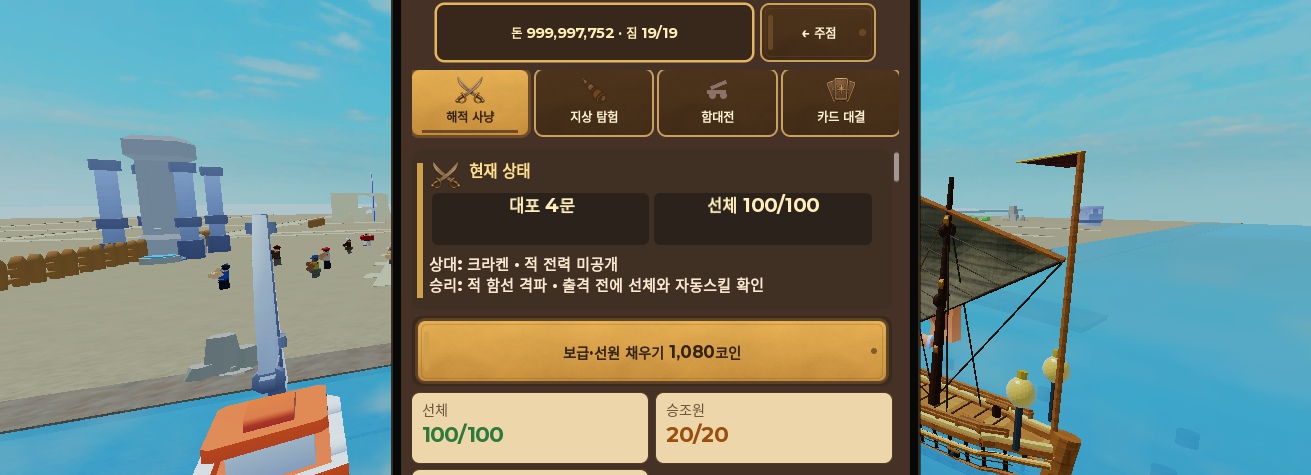 돈 999,997,752 · 짐 19/19
← 주점
해적 사냥
지상 탐험
함대전
카드 대결
현재 상태
대포 4문
선체 100/100
상대: 크라켄 • 적 전력 미공개
승리: 적 함선 격파 • 출격 전에 선체와 자동스킬 확인
보급·선원 채우기 1,080코인
선체
승조원
100/100
20/20